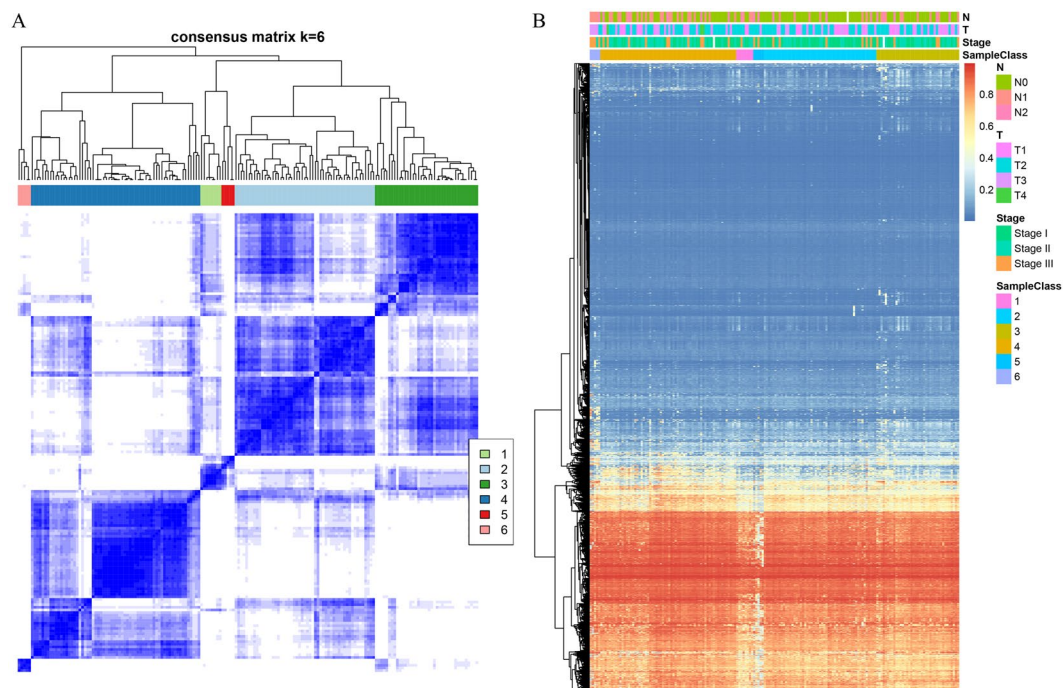 A
consensus matrix k=6
1
2
3
4
5
6
B
N
T
Stage
SampleClass
0.8
0.6
0.4
0.2
N
N0
N1
N2
T
T1
T2
T3
T4
Stage
Stage I
Stage II
Stage III
SampleClass
1
2
3
4
5
6